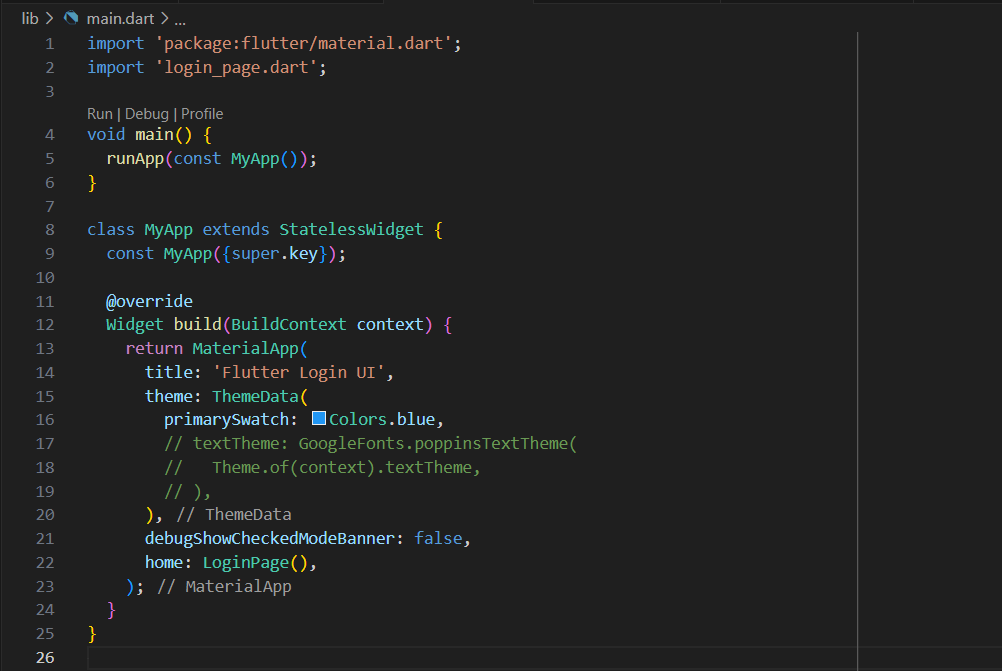 lib > main.dart > ...
1 import 'package:flutter/material.dart';
2 import 'login_page.dart';
3
Run | Debug | Profile
4 void main() {
5   runApp(const MyApp());
6 }
7
8 class MyApp extends StatelessWidget {
9   const MyApp({super.key});
10
11   @override
12   Widget build(BuildContext context) {
13     return MaterialApp(
14       title: 'Flutter Login UI',
15       theme: ThemeData(
16         primarySwatch: Colors.blue,
17         // textTheme: GoogleFonts.poppinsTextTheme(
18         //   Theme.of(context).textTheme,
19         // ),
20       ), // ThemeData
21       debugShowCheckedModeBanner: false,
22       home: LoginPage(),
23     ); // MaterialApp
24   }
25 }
26